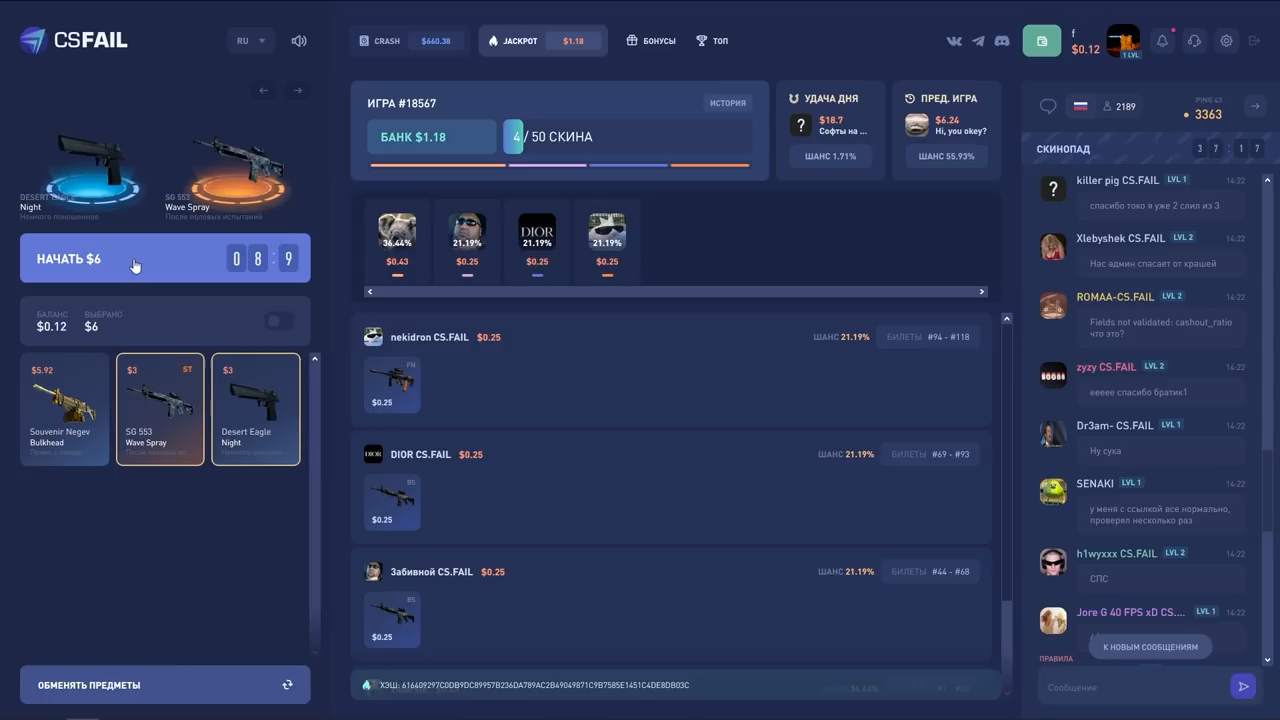 CSFAIL
RU
CRASH
$660.38
JACKPOT
$1.18
БОНУСЫ
ТОП
f
$0.12
1 LVL
DESERT EAGLE
Night
Немного поношенное
SG 553
Wave Spray
После полевых испытаний
НАЧАТЬ $6
0 8 : 9
БАЛАНС
$0.12
ВЫБРАНО
$6
$5.92
Souvenir Negev
Bulkhead
$3
ST
SG 553
Wave Spray
$3
Desert Eagle
Night
ОБМЕНЯТЬ ПРЕДМЕТЫ
ИГРА #18567
ИСТОРИЯ
БАНК $1.18
4 / 50 СКИНА
УДАЧА ДНЯ
?
$18.7
Софты на ...
ШАНС 1.71%
ПРЕД. ИГРА
$6.24
Hi, you okey?
ШАНС 55.93%
36.44%
$0.43
21.19%
$0.25
DIOR
21.19%
$0.25
21.19%
$0.25
nekidron CS.FAIL $0.25
ШАНС 21.19%
БИЛЕТЫ #94 - #118
FN
$0.25
DIOR
DIOR CS.FAIL $0.25
ШАНС 21.19%
БИЛЕТЫ #69 - #93
BS
$0.25
Забивной CS.FAIL $0.25
ШАНС 21.19%
БИЛЕТЫ #44 - #68
BS
$0.25
ХЭШ: 616409297C0DB9DC89957B236DA789AC2B49049871C9B7585E1451C4DE8DB03C
2189
PING 43
3363
СКИНОПАД
3 7 : 1 7
?
killer pig CS.FAIL LVL 1 14:22
спасибо токо я уже 2 слил из 3
Xlebyshek CS.FAIL LVL 2 14:22
Нас админ спасает от крашей
ROMAA-CS.FAIL LVL 2 14:22
Fields not validated: cashout_ratio
что это?
zyzy CS.FAIL LVL 2 14:22
ееее спасибо братик1
Dr3am- CS.FAIL LVL 1 14:22
Ну сука
SENAKI LVL 1 14:22
у меня с ссылкой все нормально,
проверял несколько раз
h1wyxxx CS.FAIL LVL 2 14:22
СПС
Jore G 40 FPS xD CS.... LVL 1 14:22
К НОВЫМ СООБЩЕНИЯМ
ПРАВИЛА
Сообщение